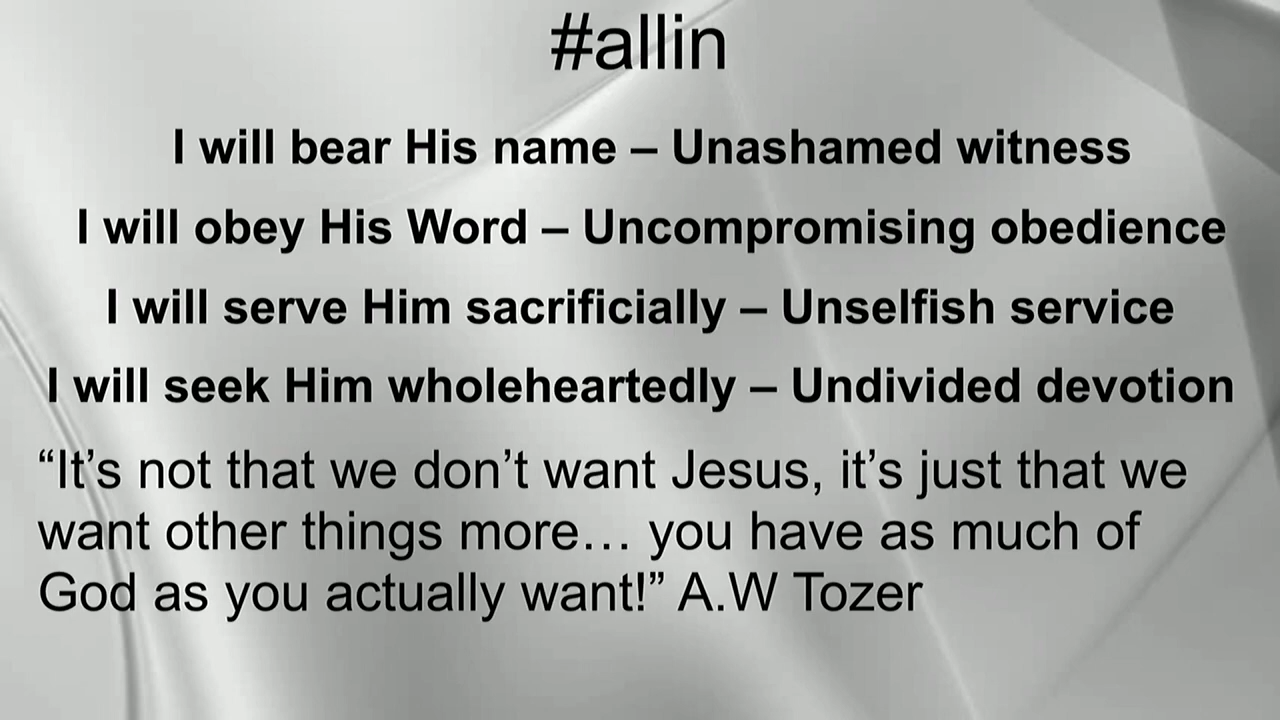 #allin
I will bear His name – Unashamed witness
I will obey His Word – Uncompromising obedience
I will serve Him sacrificially – Unselfish service
I will seek Him wholeheartedly – Undivided devotion
“It’s not that we don’t want Jesus, it’s just that we
want other things more… you have as much of
God as you actually want!” A.W Tozer